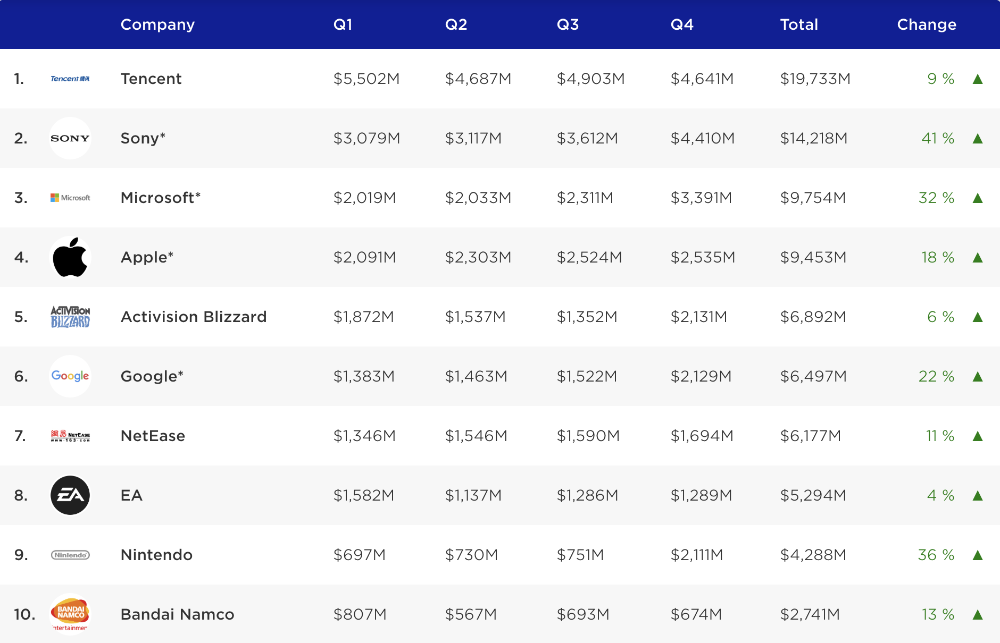 Company Q1 Q2 Q3 Q4 Total Change
1. Tencent 腾讯 Tencent $5,502M $4,687M $4,903M $4,641M $19,733M 9 % ▲
2. SONY Sony* $3,079M $3,117M $3,612M $4,410M $14,218M 41 % ▲
3. Microsoft Microsoft* $2,019M $2,033M $2,311M $3,391M $9,754M 32 % ▲
4. Apple* $2,091M $2,303M $2,524M $2,535M $9,453M 18 % ▲
5. ACTIVISION BLIZZARD Activision Blizzard $1,872M $1,537M $1,352M $2,131M $6,892M 6 % ▲
6. Google Google* $1,383M $1,463M $1,522M $2,129M $6,497M 22 % ▲
7. 網易 NETEASE www.163.com NetEase $1,346M $1,546M $1,590M $1,694M $6,177M 11 % ▲
8. EA EA $1,582M $1,137M $1,286M $1,289M $5,294M 4 % ▲
9. Nintendo Nintendo $697M $730M $751M $2,111M $4,288M 36 % ▲
10. BANDAI NAMCO ntertainmen Bandai Namco $807M $567M $693M $674M $2,741M 13 % ▲